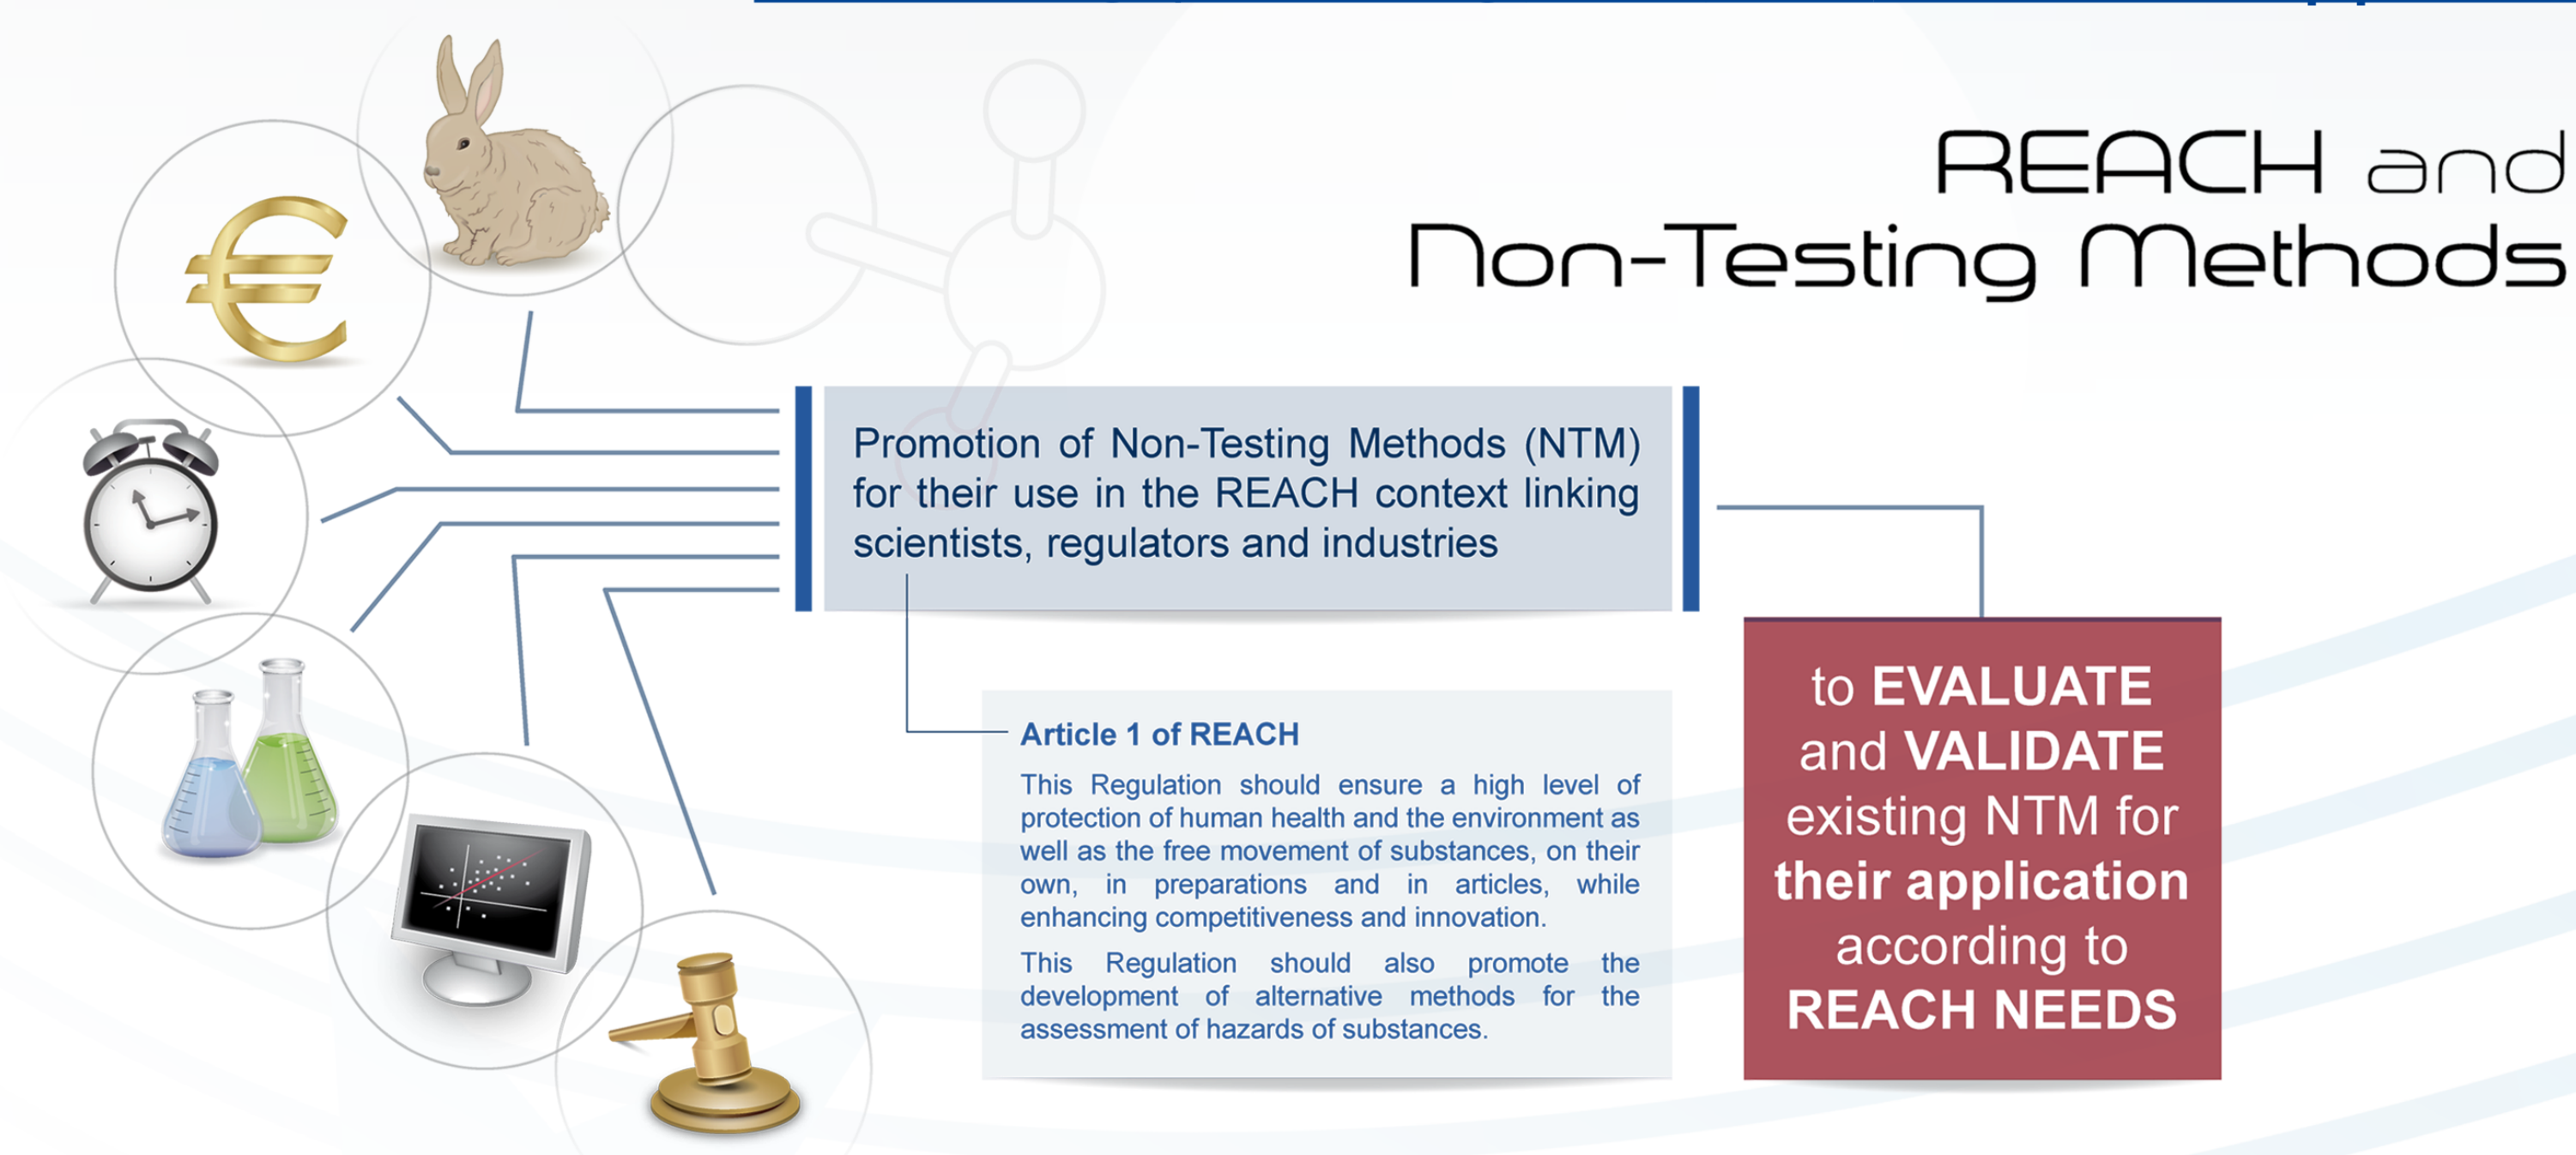 REACH and
Non-Testing Methods
Promotion of Non-Testing Methods (NTM)
for their use in the REACH context linking
scientists, regulators and industries
Article 1 of REACH
This Regulation should ensure a high level of
protection of human health and the environment as
well as the free movement of substances, on their
own, in preparations and in articles, while
enhancing competitiveness and innovation.
This Regulation should also promote the
development of alternative methods for the
assessment of hazards of substances.
to EVALUATE
and VALIDATE
existing NTM for
their application
according to
REACH NEEDS